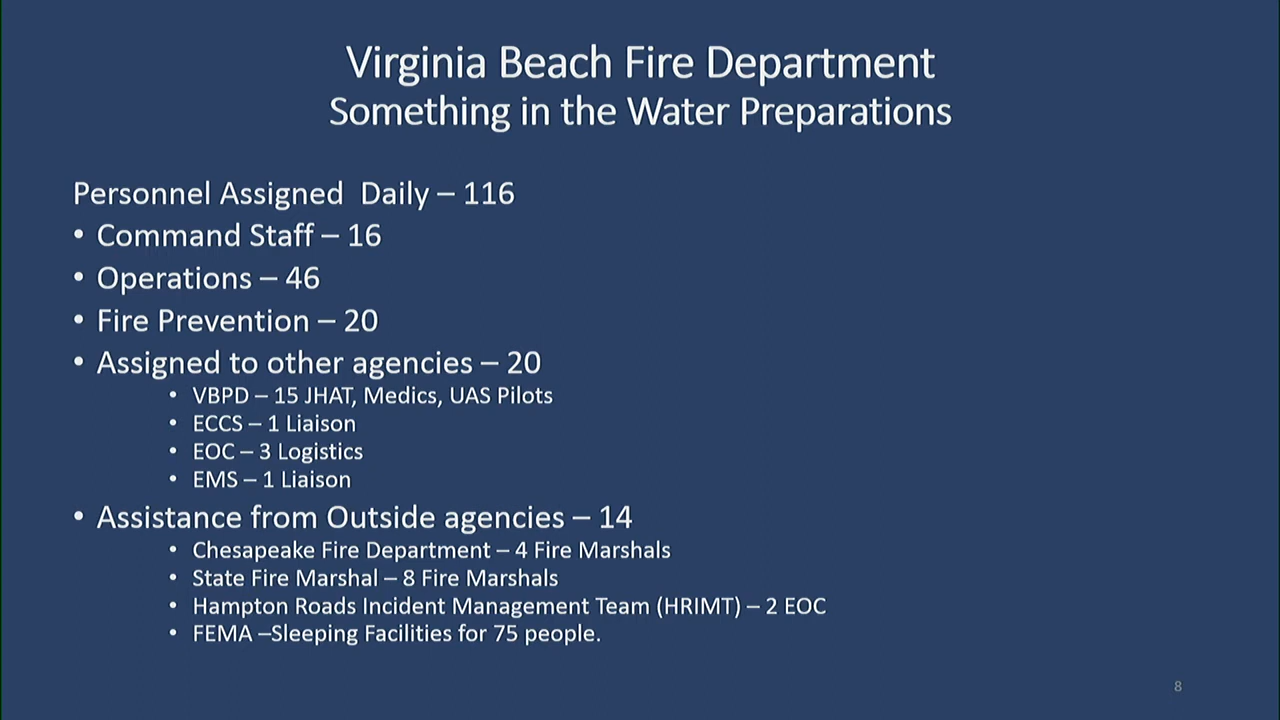 Virginia Beach Fire Department
Something in the Water Preparations
Personnel Assigned  Daily – 116
• Command Staff – 16
• Operations – 46
• Fire Prevention – 20
• Assigned to other agencies – 20
• VBPD – 15 JHAT, Medics, UAS Pilots
• ECCS – 1 Liaison
• EOC – 3 Logistics
• EMS – 1 Liaison
• Assistance from Outside agencies – 14
• Chesapeake Fire Department – 4 Fire Marshals
• State Fire Marshal – 8 Fire Marshals
• Hampton Roads Incident Management Team (HRIMT) – 2 EOC
• FEMA –Sleeping Facilities for 75 people.
8